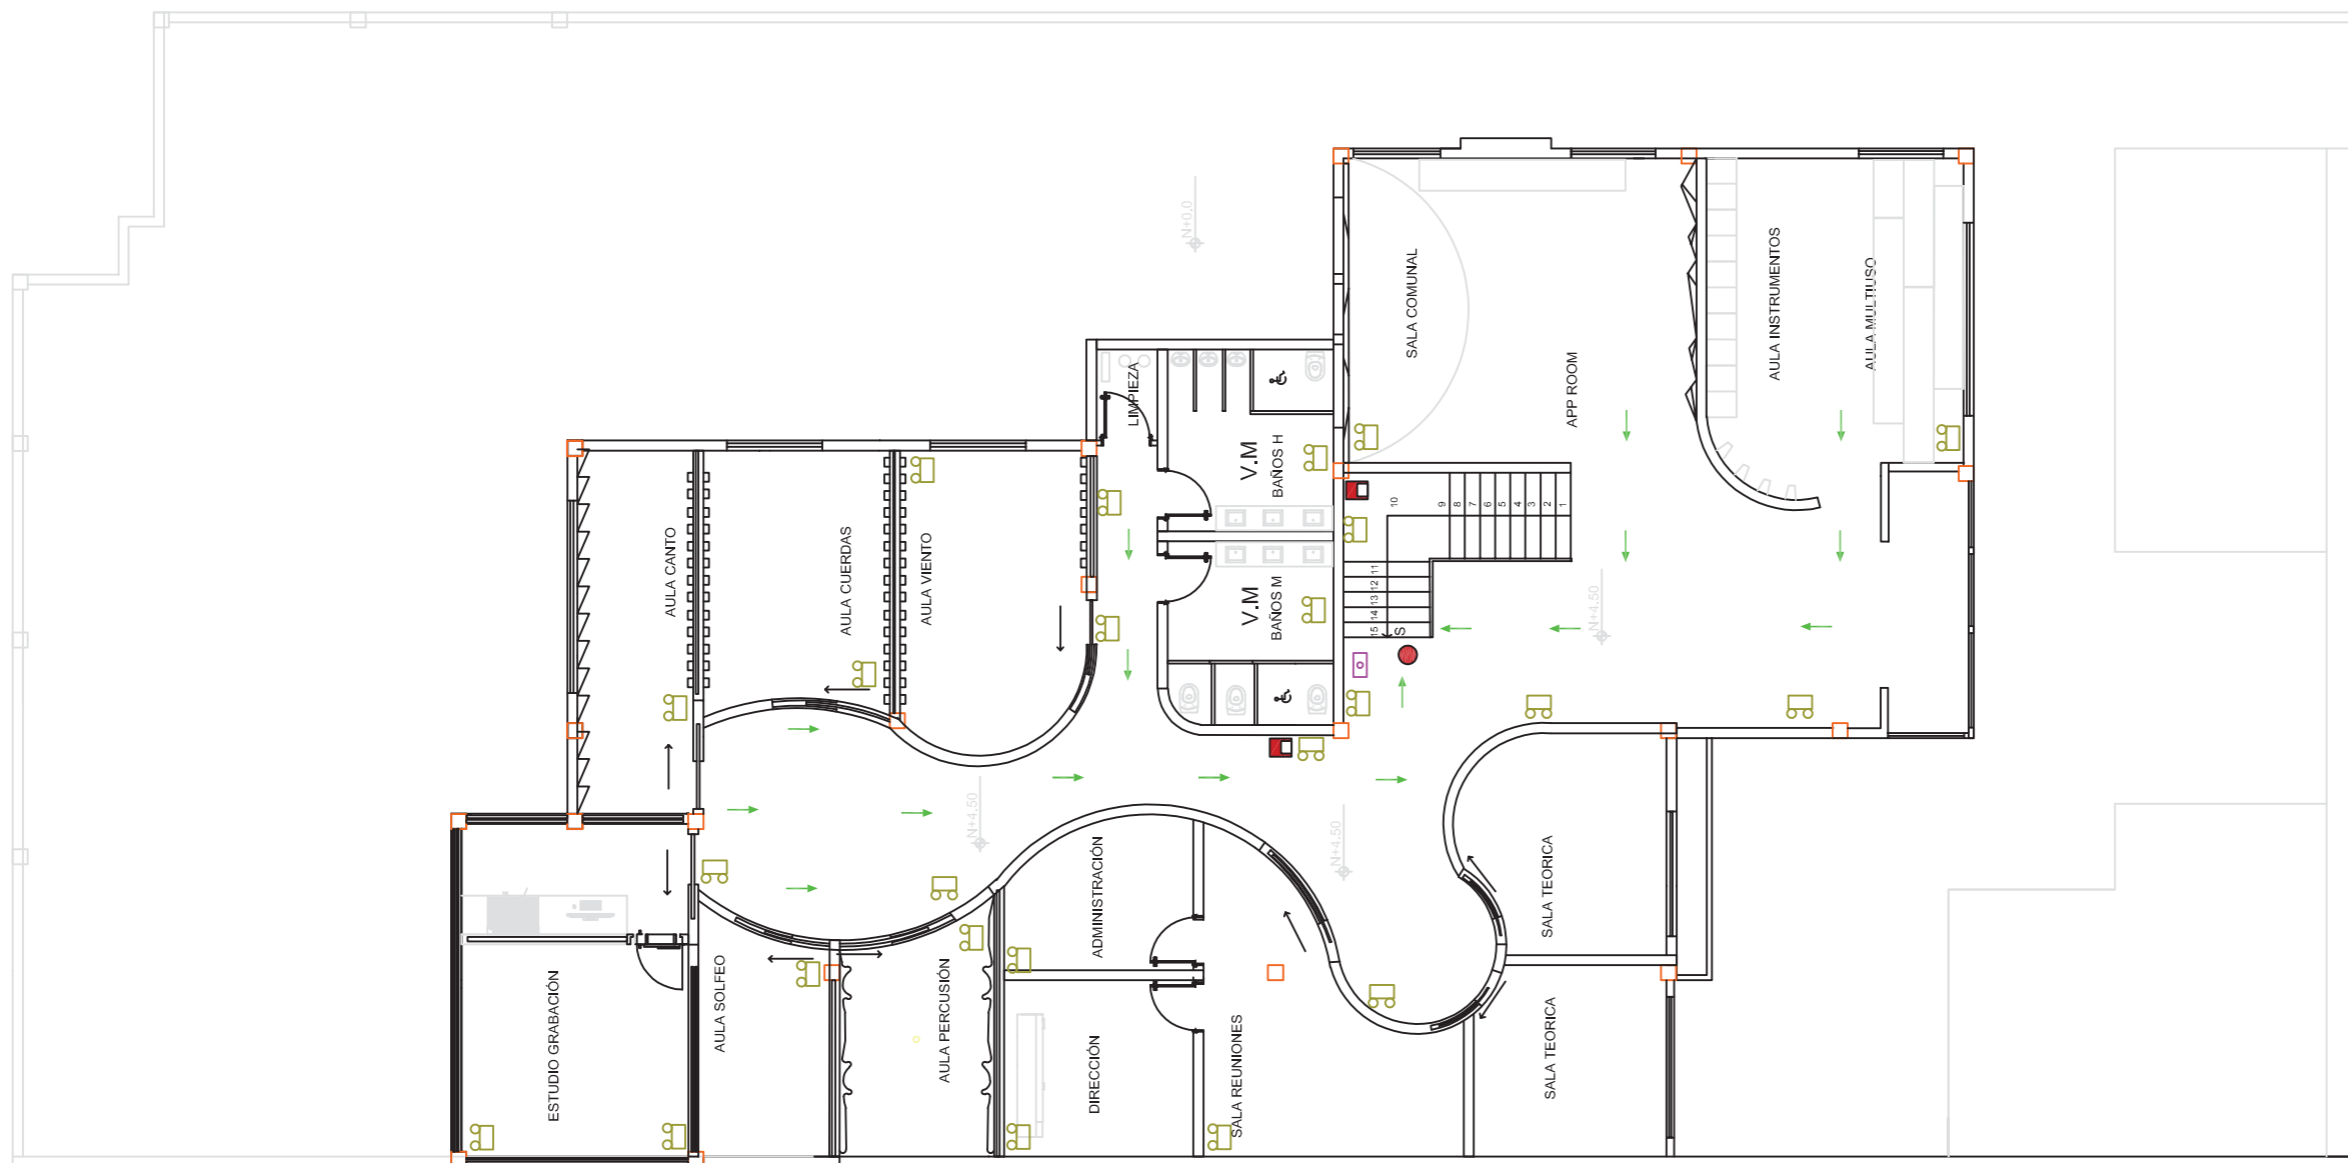 N+0.0
SALA COMUNAL
APP ROOM
AULA INSTRUMENTOS
AULA MULTIUSO
LIMPIEZA
V.M
BAÑOS H
V.M
BAÑOS M
10
9
8
7
6
5
4
3
2
1
11
12
13
14
15
S
N+4.50
AULA CANTO
AULA CUERDAS
AULA VIENTO
N+4.50
N+4.50
ADMINISTRACIÓN
SALA TEORICA
ESTUDIO GRABACIÓN
AULA SOLFEO
AULA PERCUSIÓN
DIRECCIÓN
SALA REUNIONES
SALA TEORICA